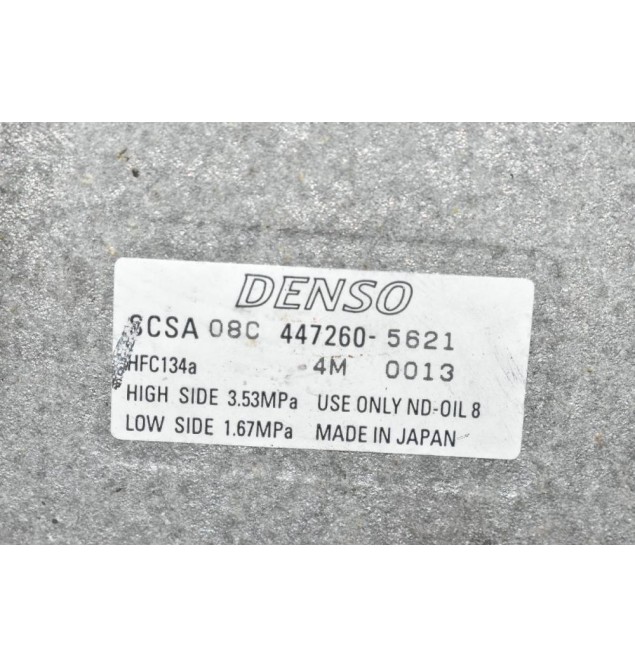 DENSO
SCSA 08C 447260-5621
HFC134a 4M 0013
HIGH SIDE 3.53MPa USE ONLY ND-OIL 8
LOW SIDE 1.67MPa MADE IN JAPAN